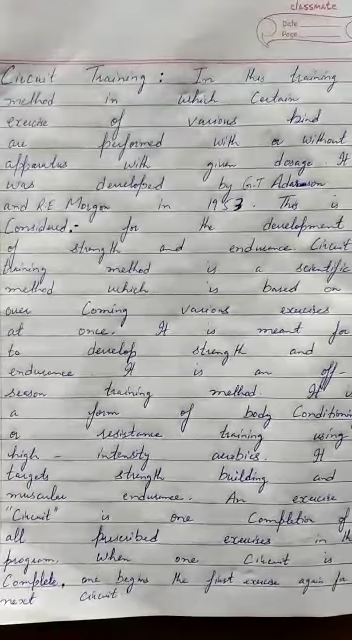 classmate
Date
Page
Circuit Training : In this training
method in which Certain
exercise of various kind
are performed with or without
apparatus with given dosage. It
was developed by G.T Adamson
and R.E Morgan in 1953. This is
Considered,- for the development
of strength and endurance. Circuit
training method is a scientific
method which is based on
over Coming various exercises
at once. It is meant for
to develop strength and
endurance. It is an off-
season training method. It is
a form of body Conditioning
or resistance training using
high - intensity aerobics. It
targets strength building and
muscular endurance. An exercise
"Circuit" is one Completion of
all prescribed exercises in the
program. When one Circuit is
Complete, one begins the first exercise again for
next Circuit